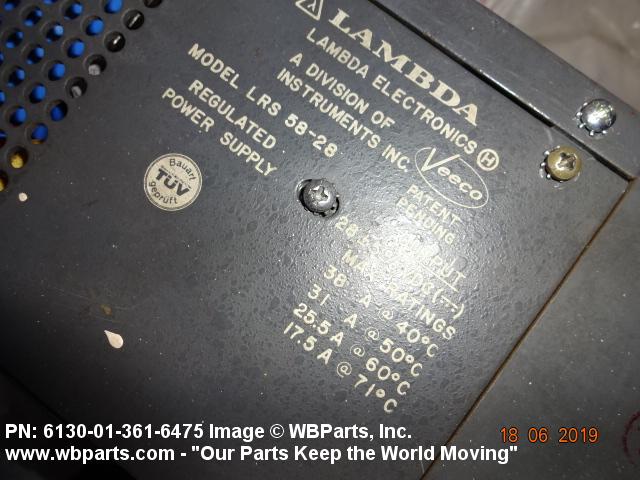 LAMBDA
LAMBDA ELECTRONICS H
A DIVISION OF Veeco
INSTRUMENTS INC.
MODEL LRS 58-28
REGULATED
POWER SUPPLY
PATENT
PENDING
Bauart
TÜV
geprüft
28
MAX RATINGS
38 A @ 40°C
31 A @ 50°C
25.5 A @ 60°C
17.5 A @ 71°C
PN: 6130-01-361-6475 Image © WBParts, Inc.
www.wbparts.com - "Our Parts Keep the World Moving"
18 06 2019